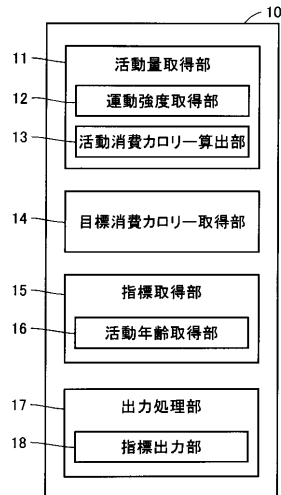 10
11
活動量取得部
12
運動強度取得部
13
活動消費カロリー算出部
14
目標消費カロリー取得部
15
指標取得部
16
活動年齢取得部
17
出力処理部
18
指標出力部